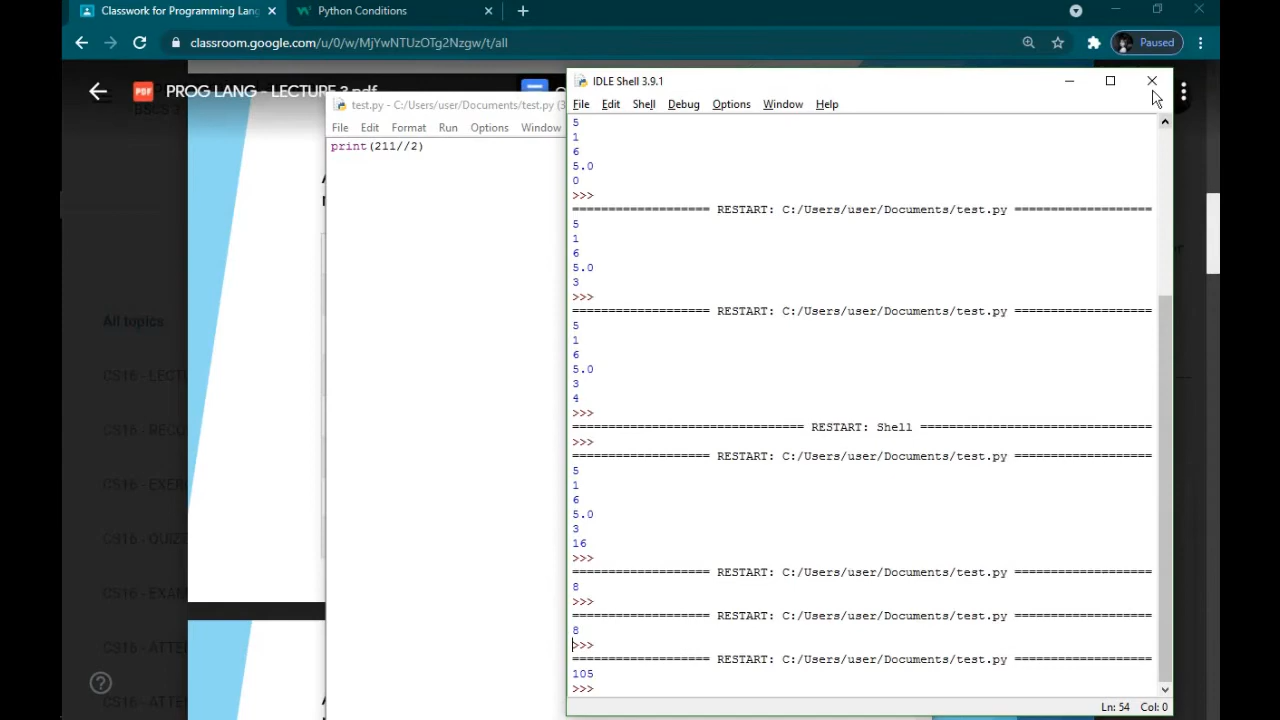 Classwork for Programming Lang
Python Conditions
classroom.google.com/u/0/w/MjYwNTUzOTg2Nzgw/t/all
Paused
PDF
PROG LANG - LECTURE 3.pdf
All topics
test.py - C:/Users/user/Documents/test.py (3
File Edit Format Run Options Window
print(211//2)
IDLE Shell 3.9.1
File Edit Shell Debug Options Window Help
5
1
6
5.0
0
>>>
=================== RESTART: C:/Users/user/Documents/test.py ===================
5
1
6
5.0
3
>>>
=================== RESTART: C:/Users/user/Documents/test.py ===================
5
1
6
5.0
3
4
>>>
================================ RESTART: Shell ================================
>>>
=================== RESTART: C:/Users/user/Documents/test.py ===================
5
1
6
5.0
3
16
>>>
=================== RESTART: C:/Users/user/Documents/test.py ===================
8
>>>
=================== RESTART: C:/Users/user/Documents/test.py ===================
8
>>>
=================== RESTART: C:/Users/user/Documents/test.py ===================
105
>>>
Ln: 54 Col: 0